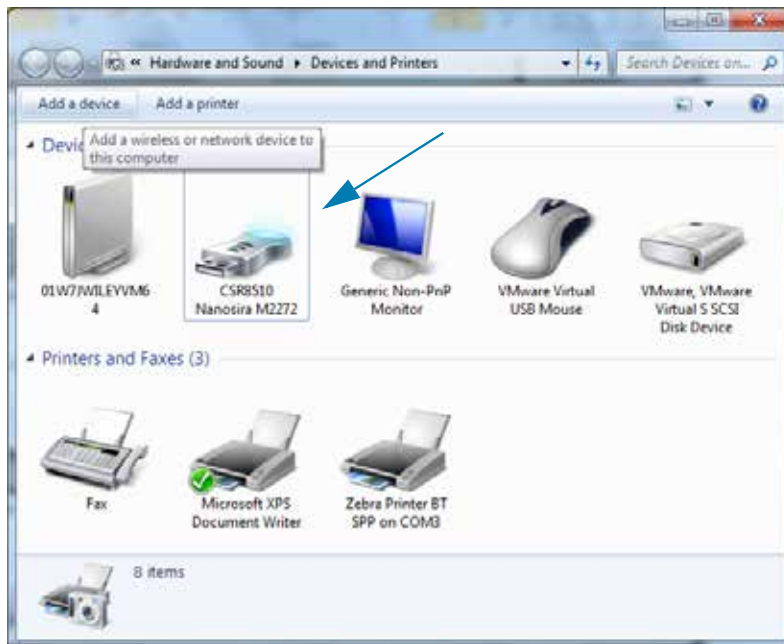 « Hardware and Sound ▸ Devices and Printers
Search Devices an...
Add a device
Add a printer
Add a wireless or network device to
this computer
Devic
01W7JWILEYVM6
4
CSR8510
Nanosira M2272
Generic Non-PnP
Monitor
VMware Virtual
USB Mouse
VMware, VMware
Virtual S SCSI
Disk Device
Printers and Faxes (3)
Fax
Microsoft XPS
Document Writer
Zebra Printer BT
SPP on COM3
8 items